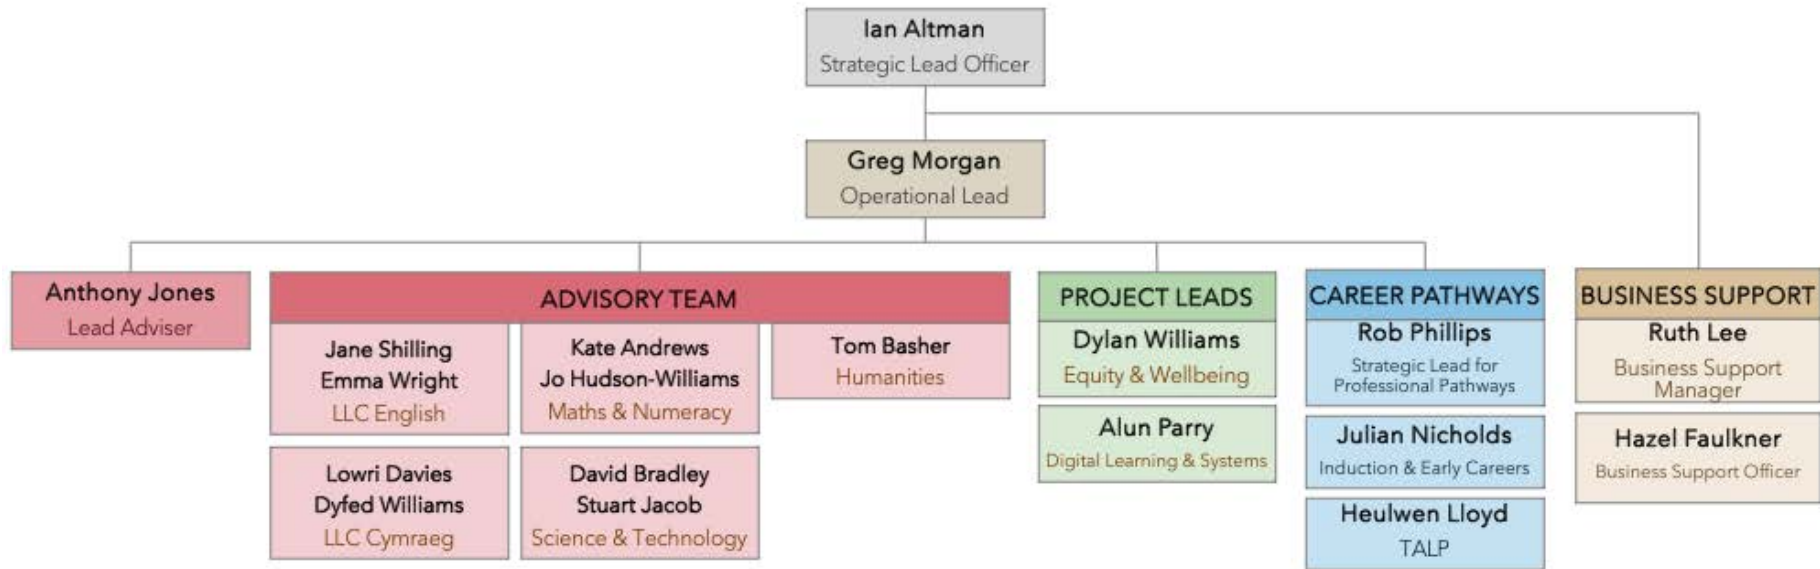 Ian Altman
Strategic Lead Officer
Greg Morgan
Operational Lead
Anthony Jones
Lead Adviser
ADVISORY TEAM
Jane Shilling
Emma Wright
LLC English
Kate Andrews
Jo Hudson-Williams
Maths & Numeracy
Tom Basher
Humanities
Lowri Davies
Dyfed Williams
LLC Cymraeg
David Bradley
Stuart Jacob
Science & Technology
PROJECT LEADS
Dylan Williams
Equity & Wellbeing
Alun Parry
Digital Learning & Systems
CAREER PATHWAYS
Rob Phillips
Strategic Lead for
Professional Pathways
Julian Nicholds
Induction & Early Careers
Heulwen Lloyd
TALP
BUSINESS SUPPORT
Ruth Lee
Business Support
Manager
Hazel Faulkner
Business Support Officer